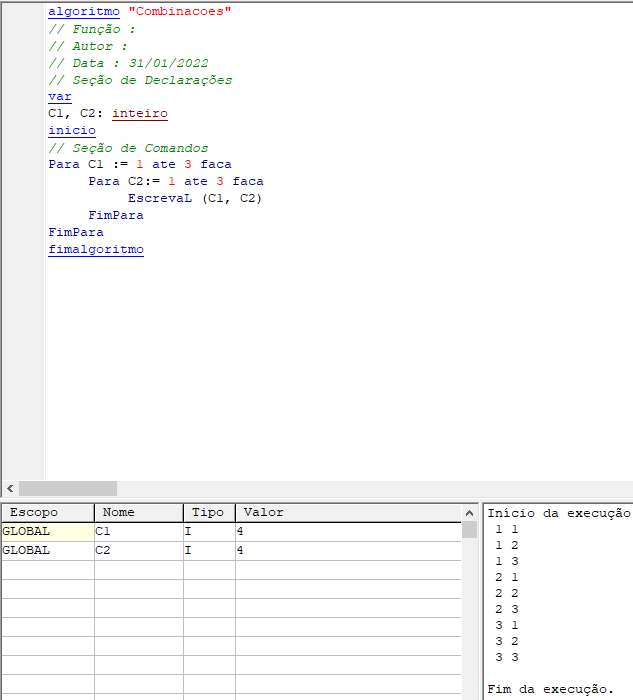 algoritmo "Combinacoes"
// Função :
// Autor :
// Data : 31/01/2022
// Seção de Declarações
var
C1, C2: inteiro
inicio
// Seção de Comandos
Para C1 := 1 ate 3 faca
Para C2:= 1 ate 3 faca
EscrevaL (C1, C2)
FimPara
FimPara
fimalgoritmo
Escopo Nome Tipo Valor
GLOBAL C1 I 4
GLOBAL C2 I 4
Início da execução
1 1
1 2
1 3
2 1
2 2
2 3
3 1
3 2
3 3
Fim da execução.